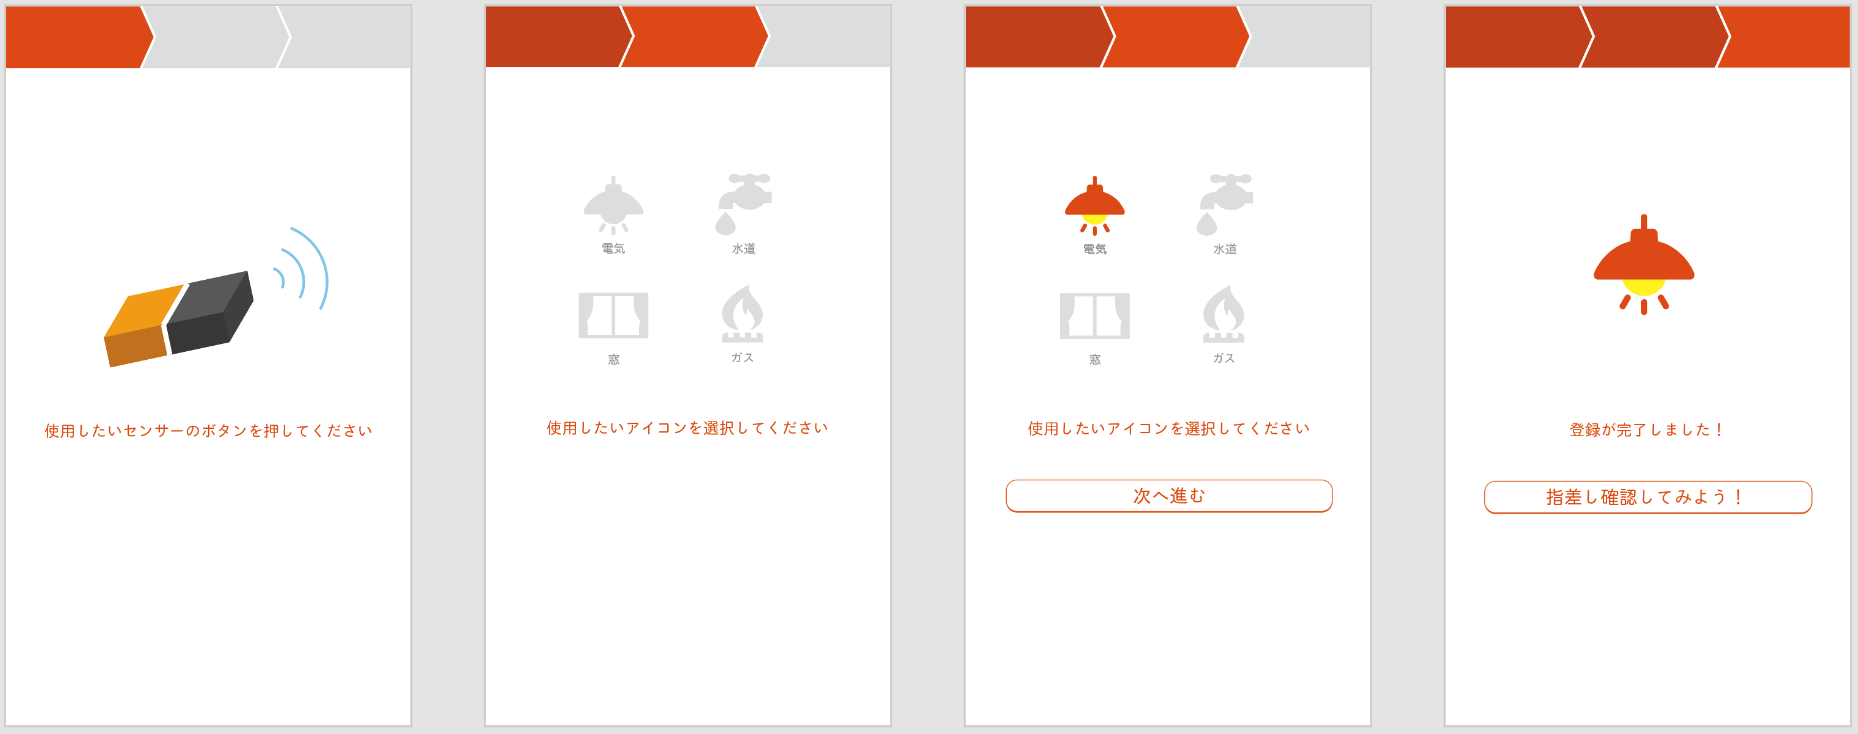 使用したいセンサーのボタンを押してください
電気
水道
窓
ガス
使用したいアイコンを選択してください
電気
水道
窓
ガス
使用したいアイコンを選択してください
次へ進む
登録が完了しました！
指差し確認してみよう！